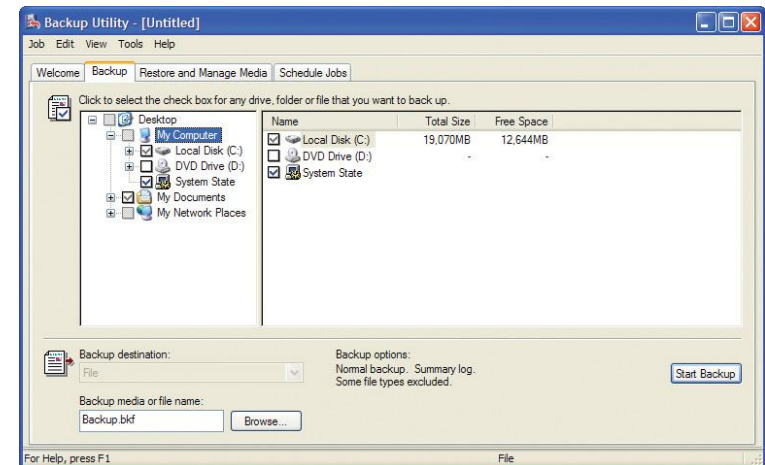 Backup Utility - [Untitled]
Job Edit View Tools Help
Welcome Backup Restore and Manage Media Schedule Jobs
Click to select the check box for any drive, folder or file that you want to back up.
Desktop
My Computer
Local Disk (C:)
DVD Drive (D:)
System State
My Documents
My Network Places
Name Total Size Free Space
Local Disk (C:) 19,070MB 12,644MB
DVD Drive (D:) - -
System State
Backup destination:
File
Backup media or file name:
Backup.bkf Browse...
Backup options:
Normal backup. Summary log.
Some file types excluded.
Start Backup
For Help, press F1 File